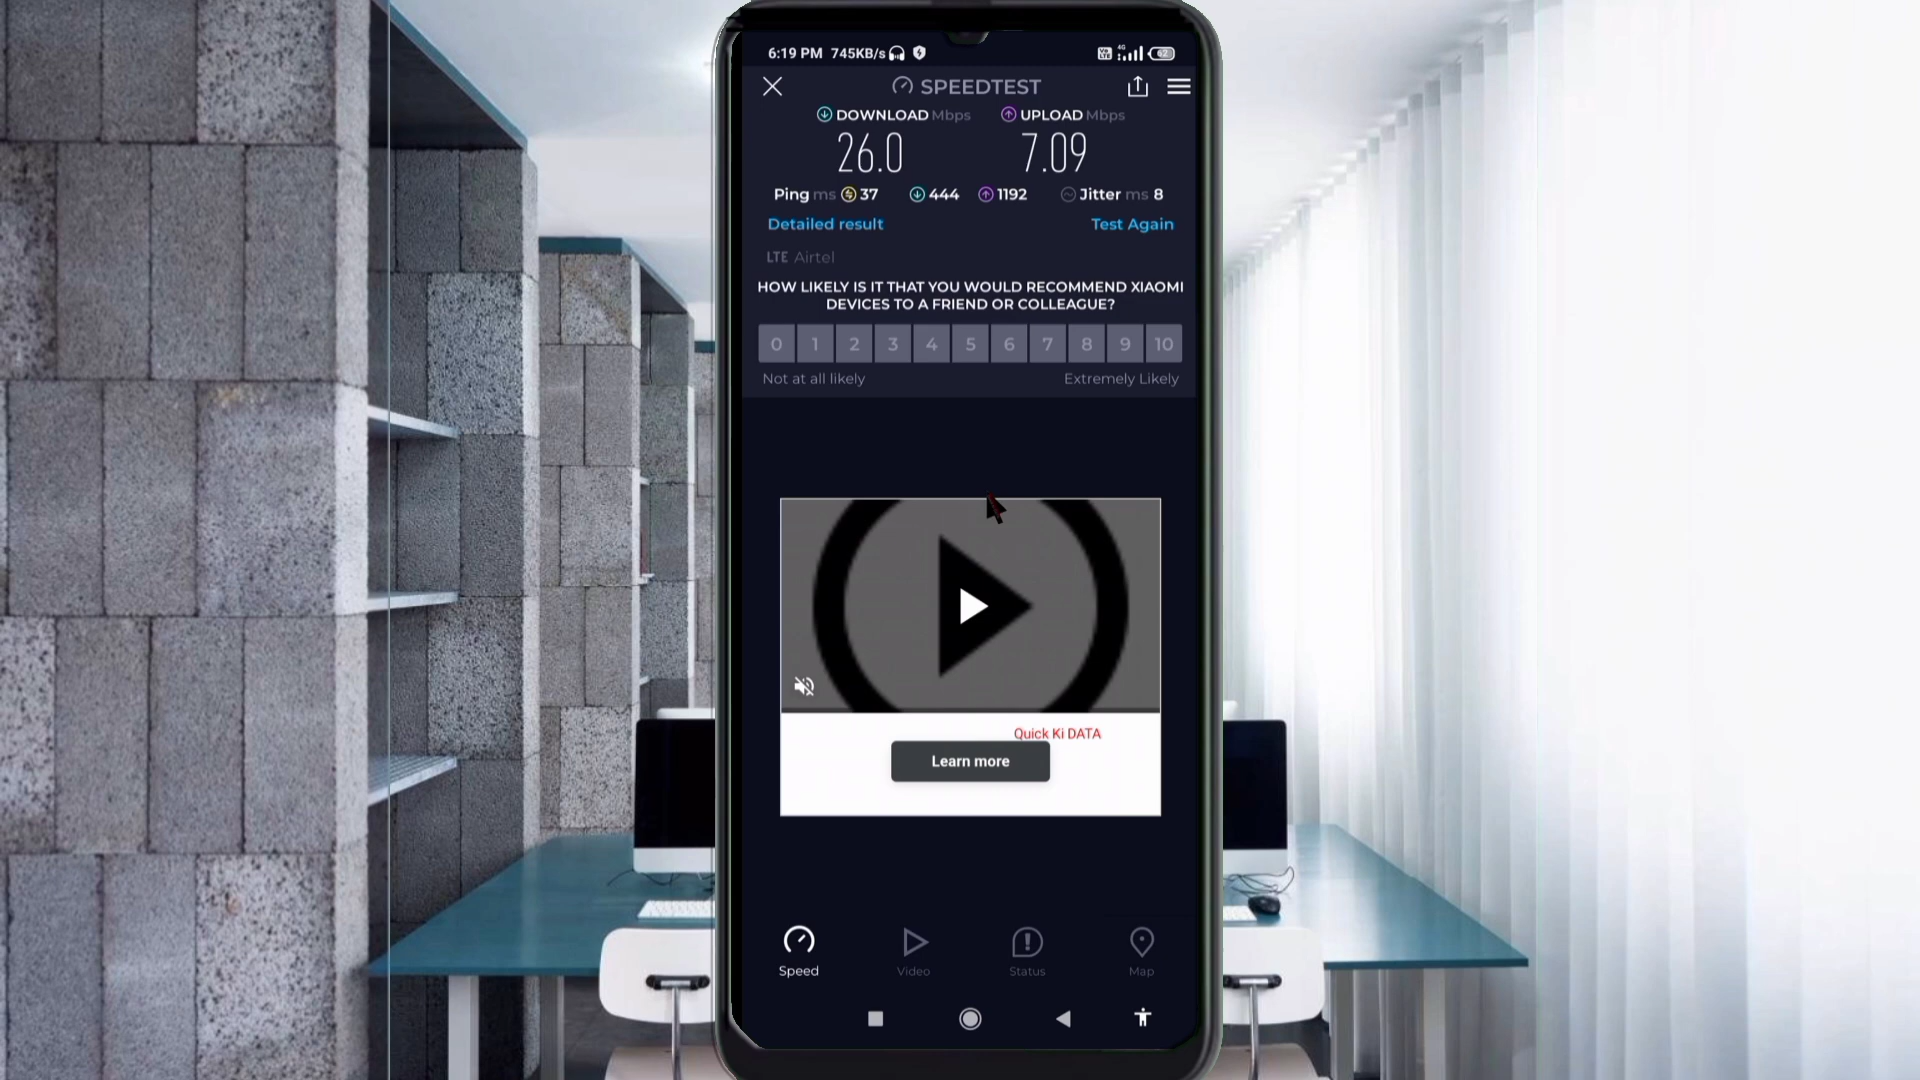 6:19 PM 745KB/s 4G 62
SPEEDTEST
DOWNLOAD Mbps UPLOAD Mbps
26.0 7.09
Ping ms 37 444 1192 Jitter ms 8
Detailed result Test Again
LTE Airtel
HOW LIKELY IS IT THAT YOU WOULD RECOMMEND XIAOMI
DEVICES TO A FRIEND OR COLLEAGUE?
0 1 2 3 4 5 6 7 8 9 10
Not at all likely Extremely Likely
Quick Ki DATA
Learn more
Speed Video Status Map